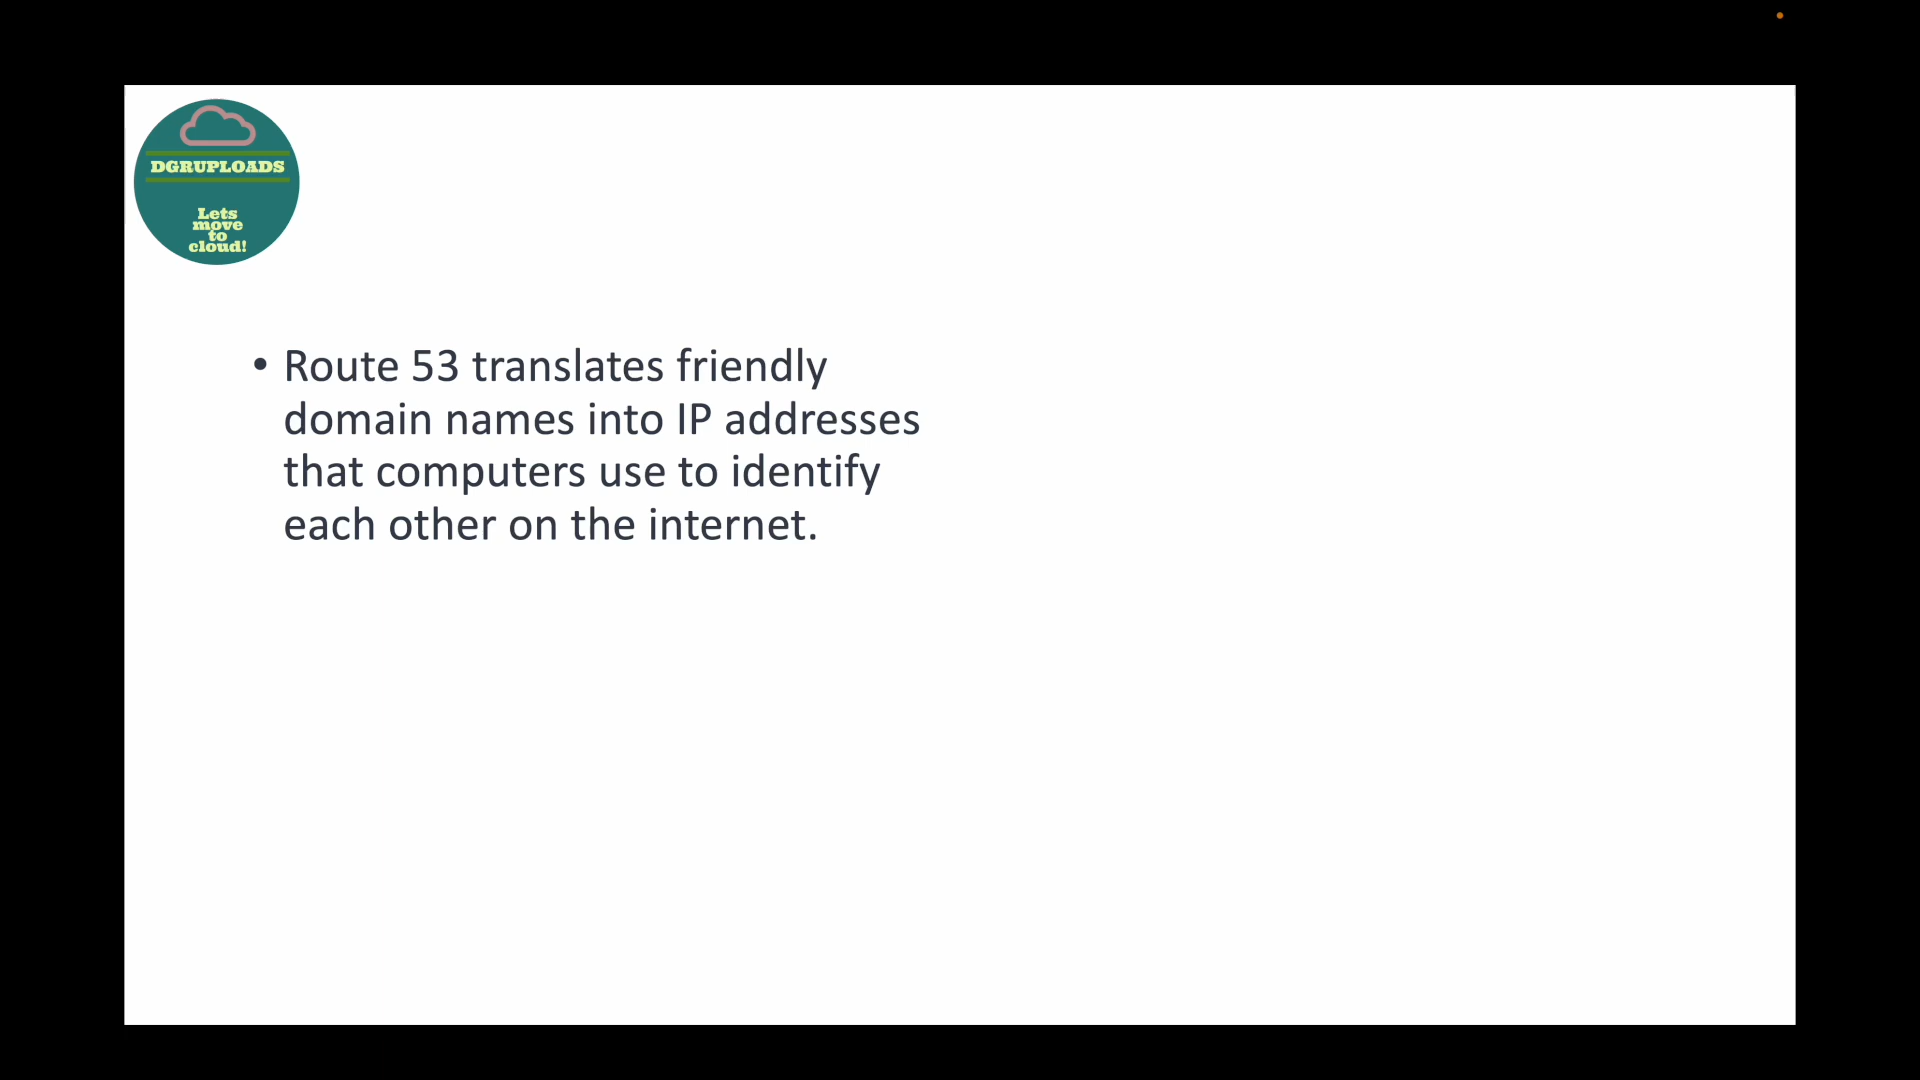 DGRUPLOADS
Lets
move
to
cloud!
• Route 53 translates friendly
domain names into IP addresses
that computers use to identify
each other on the internet.